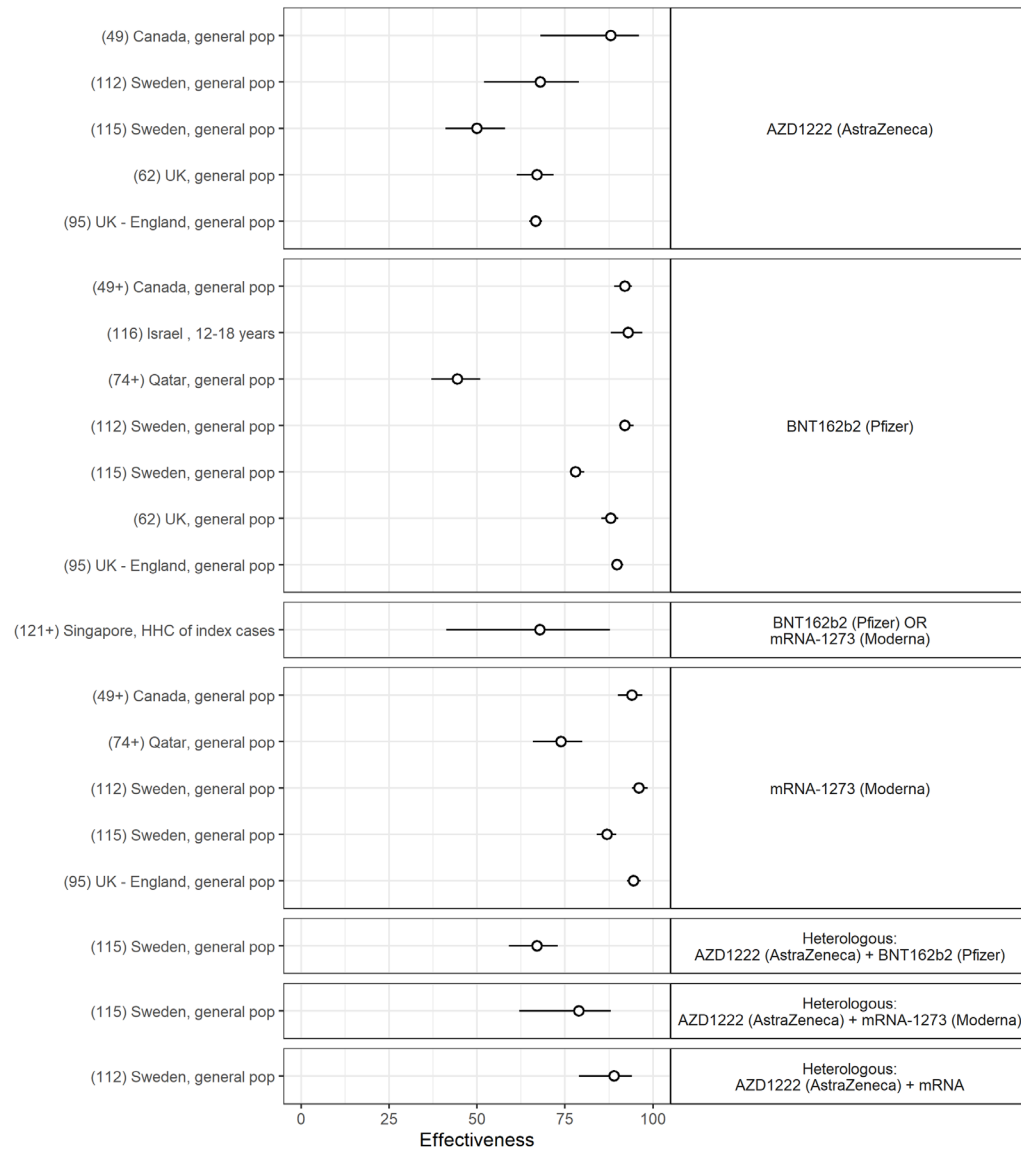 (49) Canada, general pop
(112) Sweden, general pop
(115) Sweden, general pop
(62) UK, general pop
(95) UK - England, general pop
AZD1222 (AstraZeneca)
(49+) Canada, general pop
(116) Israel , 12-18 years
(74+) Qatar, general pop
(112) Sweden, general pop
(115) Sweden, general pop
(62) UK, general pop
(95) UK - England, general pop
BNT162b2 (Pfizer)
(121+) Singapore, HHC of index cases
BNT162b2 (Pfizer) OR
mRNA-1273 (Moderna)
(49+) Canada, general pop
(74+) Qatar, general pop
(112) Sweden, general pop
(115) Sweden, general pop
(95) UK - England, general pop
mRNA-1273 (Moderna)
(115) Sweden, general pop
Heterologous:
AZD1222 (AstraZeneca) + BNT162b2 (Pfizer)
(115) Sweden, general pop
Heterologous:
AZD1222 (AstraZeneca) + mRNA-1273 (Moderna)
(112) Sweden, general pop
Heterologous:
AZD1222 (AstraZeneca) + mRNA
0 25 50 75 100
Effectiveness